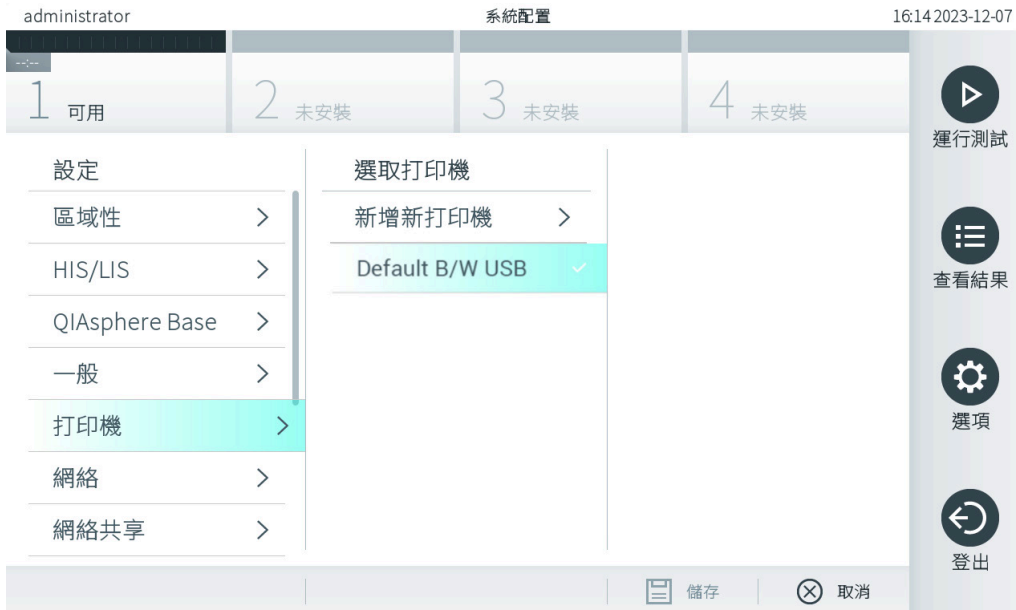 administrator 系統配置 16:14 2023-12-07
--:--
1 可用 2 未安裝 3 未安裝 4 未安裝
運行測試
設定 選取打印機
區域性 新增新打印機
HIS/LIS Default B/W USB
查看結果
QIAsphere Base
一般
打印機
選項
網絡
網絡共享
登出
儲存 取消